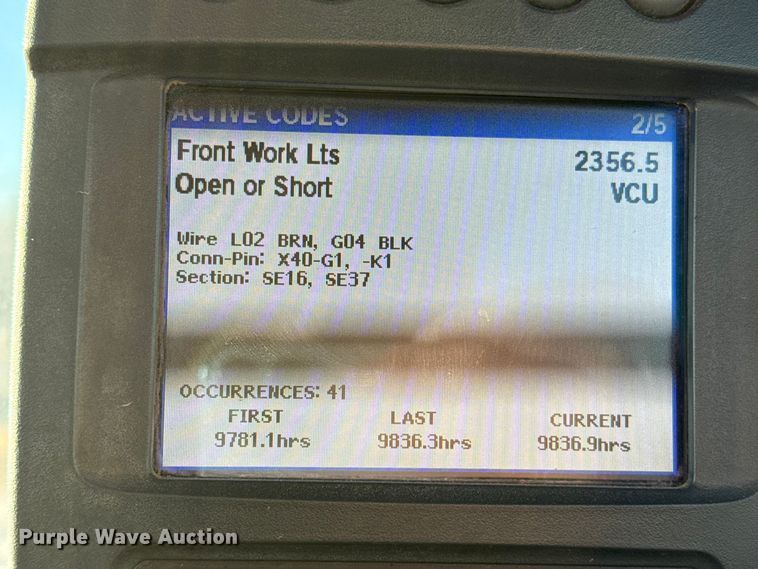 ACTIVE CODES 2/5
Front Work Lts 2356.5
Open or Short VCU
Wire L02 BRN, G04 BLK
Conn-Pin: X40-G1, -K1
Section: SE16, SE37
OCCURRENCES: 41
FIRST LAST CURRENT
9781.1hrs 9836.3hrs 9836.9hrs
Purple Wave Auction